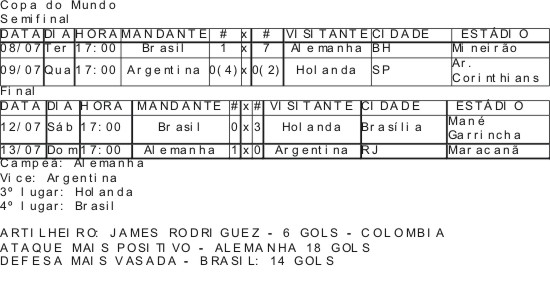 Copa do Mundo
Semifinal
DATA DIA HORA MANDANTE # x # VISITANTE CIDADE ESTÁDIO
08/07 Ter 17:00 Brasil 1 x 7 Alemanha BH Mineirão
09/07 Qua 17:00 Argentina 0(4) x 0(2) Holanda SP Ar. Corinthians
Final
DATA DIA HORA MANDANTE # x # VISITANTE CIDADE ESTÁDIO
12/07 Sáb 17:00 Brasil 0 x 3 Holanda Brasília Mané Garrincha
13/07 Dom 17:00 Alemanha 1 x 0 Argentina RJ Maracanã
Campeã: Alemanha
Vice: Argentina
3º lugar: Holanda
4º lugar: Brasil
ARTILHEIRO: JAMES RODRIGUEZ - 6 GOLS - COLOMBIA
ATAQUE MAIS POSITIVO - ALEMANHA 18 GOLS
DEFESA MAIS VASADA - BRASIL: 14 GOLS